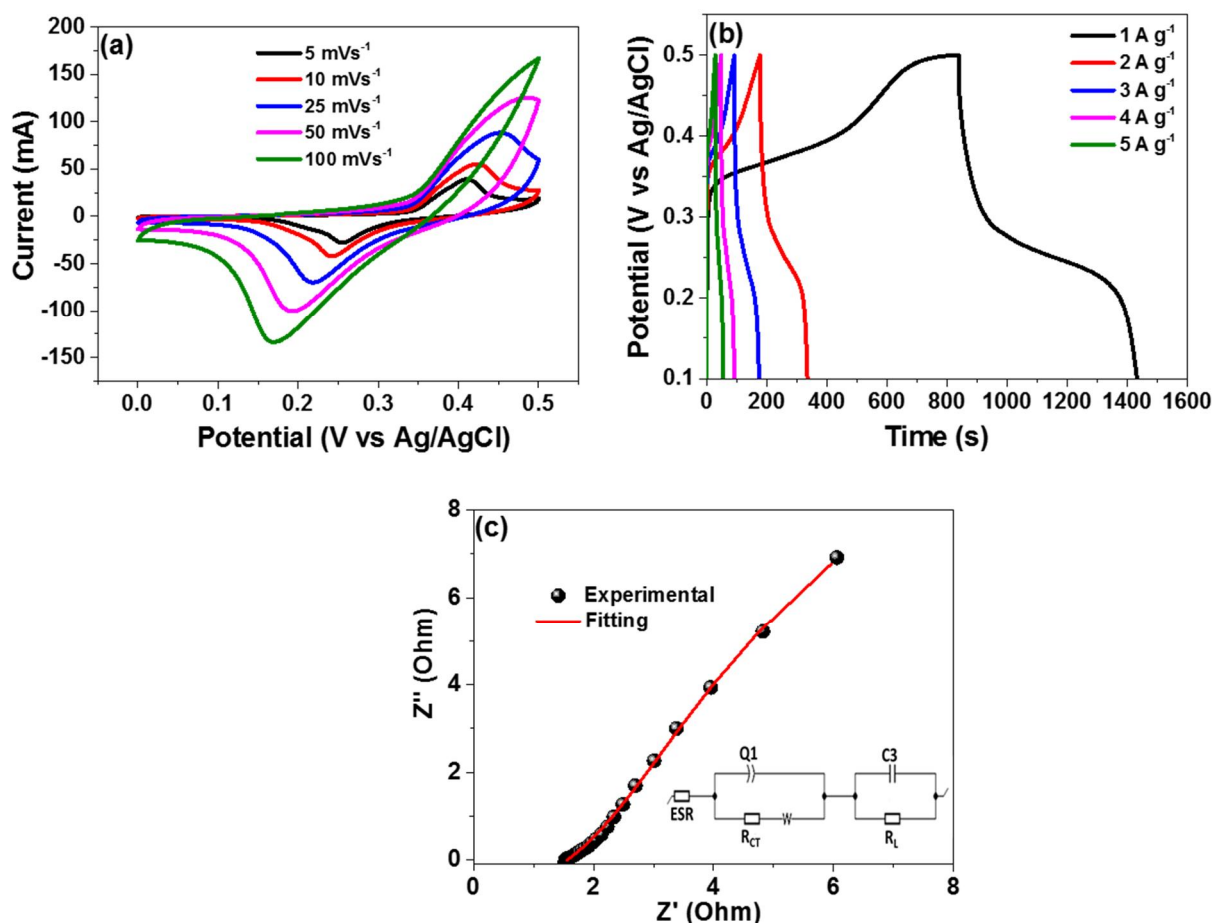 (a)
5 mVs⁻¹
10 mVs⁻¹
25 mVs⁻¹
50 mVs⁻¹
100 mVs⁻¹
200
150
100
50
0
-50
-100
-150
Current (mA)
0.0 0.1 0.2 0.3 0.4 0.5
Potential (V vs Ag/AgCl)
(b)
1 A g⁻¹
2 A g⁻¹
3 A g⁻¹
4 A g⁻¹
5 A g⁻¹
0.5
0.4
0.3
0.2
0.1
Potential (V vs Ag/AgCl)
0 200 400 600 800 1000 1200 1400 1600
Time (s)
(c)
Experimental
Fitting
8
6
4
2
0
Z'' (Ohm)
Q1 C3
ESR
R_CT W R_L
0 2 4 6 8
Z' (Ohm)